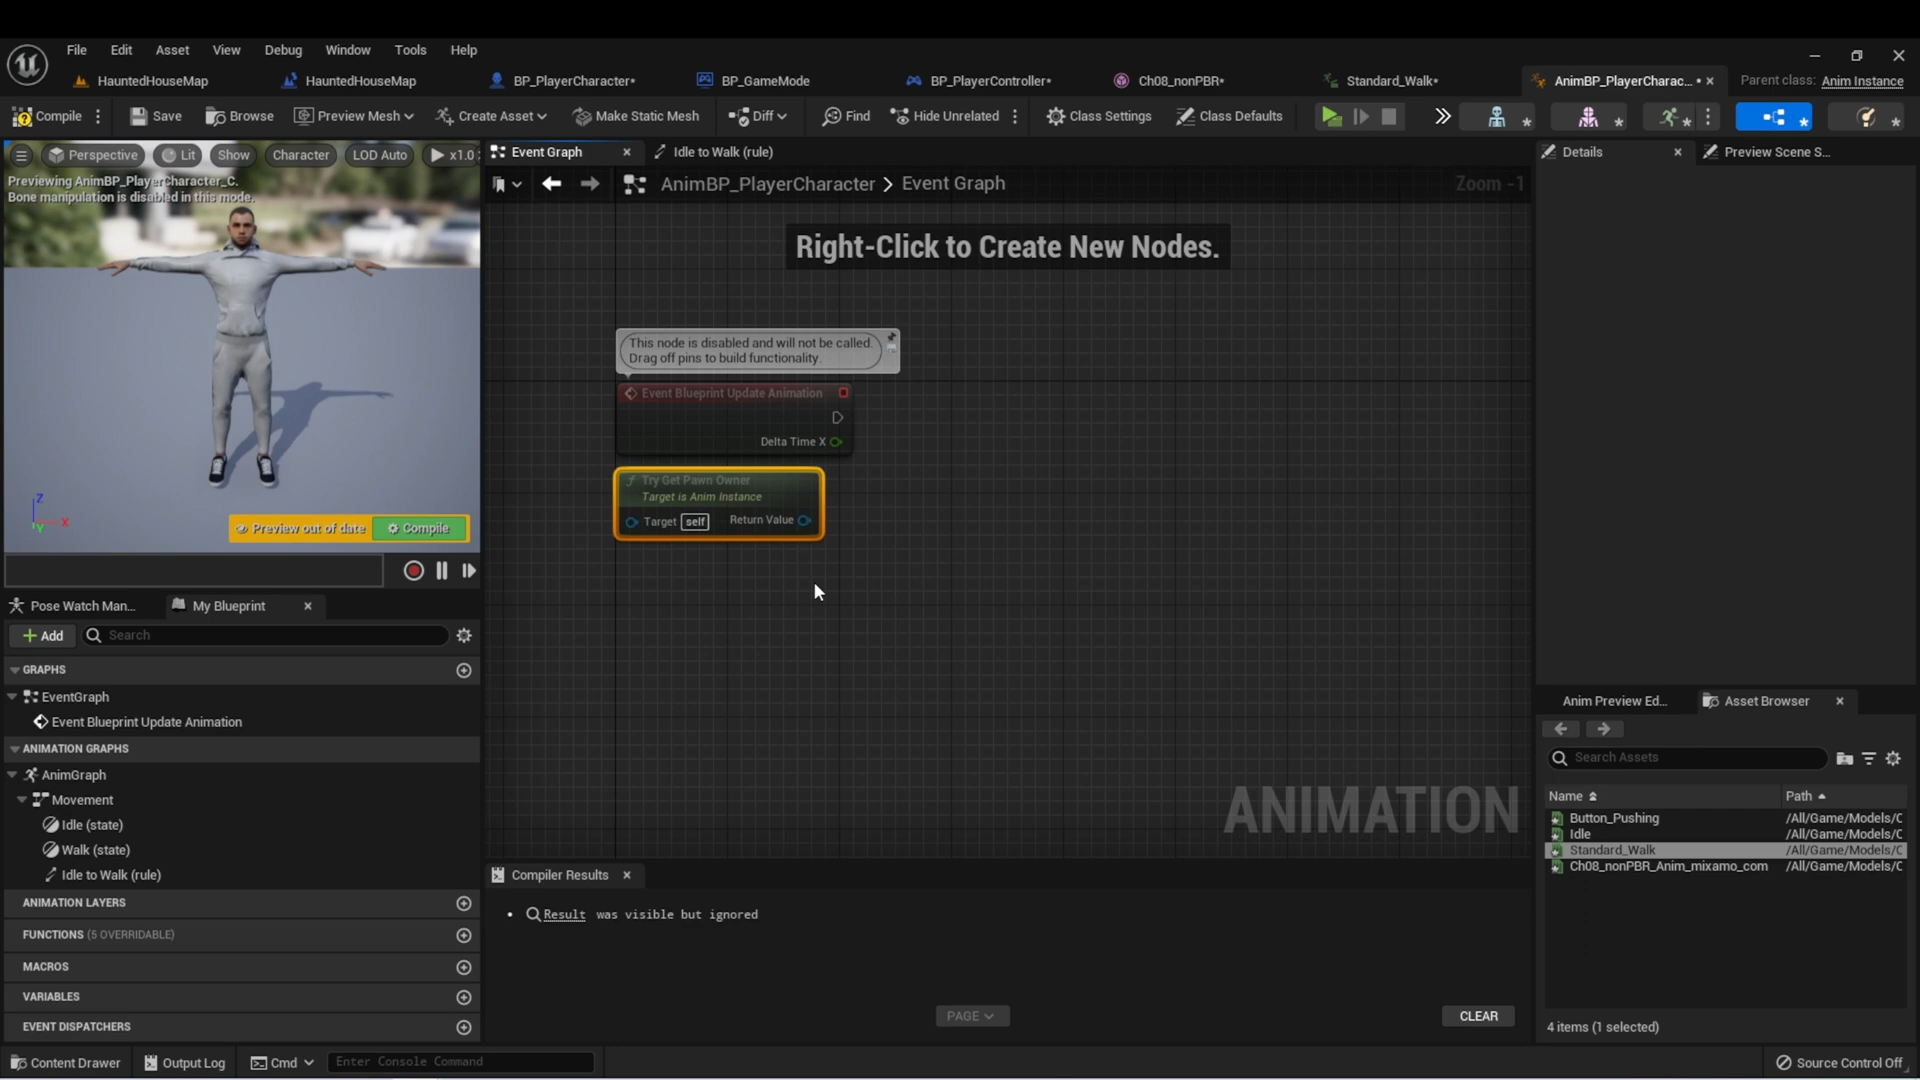 File Edit Asset View Debug Window Tools Help
HauntedHouseMap HauntedHouseMap BP_PlayerCharacter* BP_GameMode BP_PlayerController* Ch08_nonPBR* Standard_Walk* AnimBP_PlayerCharac... • Parent class: Anim Instance
Compile Save Browse Preview Mesh Create Asset Make Static Mesh Diff Find Hide Unrelated Class Settings Class Defaults
Perspective Lit Show Character LOD Auto x1.0
Previewing AnimBP_PlayerCharacter_C.
Bone manipulation is disabled in this mode.
Z
X
Y
Preview out of date Compile
Event Graph Idle to Walk (rule)
AnimBP_PlayerCharacter > Event Graph Zoom -1
Right-Click to Create New Nodes.
This node is disabled and will not be called.
Drag off pins to build functionality.
Event Blueprint Update Animation
Delta Time X
Try Get Pawn Owner
Target is Anim Instance
Target self Return Value
ANIMATION
Details Preview Scene S...
Pose Watch Man... My Blueprint
Add Search
GRAPHS
EventGraph
Event Blueprint Update Animation
ANIMATION GRAPHS
AnimGraph
Movement
Idle (state)
Walk (state)
Idle to Walk (rule)
ANIMATION LAYERS
FUNCTIONS (5 OVERRIDABLE)
MACROS
VARIABLES
EVENT DISPATCHERS
Compiler Results
• Result was visible but ignored
PAGE CLEAR
Anim Preview Ed... Asset Browser
Search Assets
Name Path
Button_Pushing /All/Game/Models/C
Idle /All/Game/Models/C
Standard_Walk /All/Game/Models/C
Ch08_nonPBR_Anim_mixamo_com /All/Game/Models/C
4 items (1 selected)
Content Drawer Output Log Cmd Enter Console Command Source Control Off